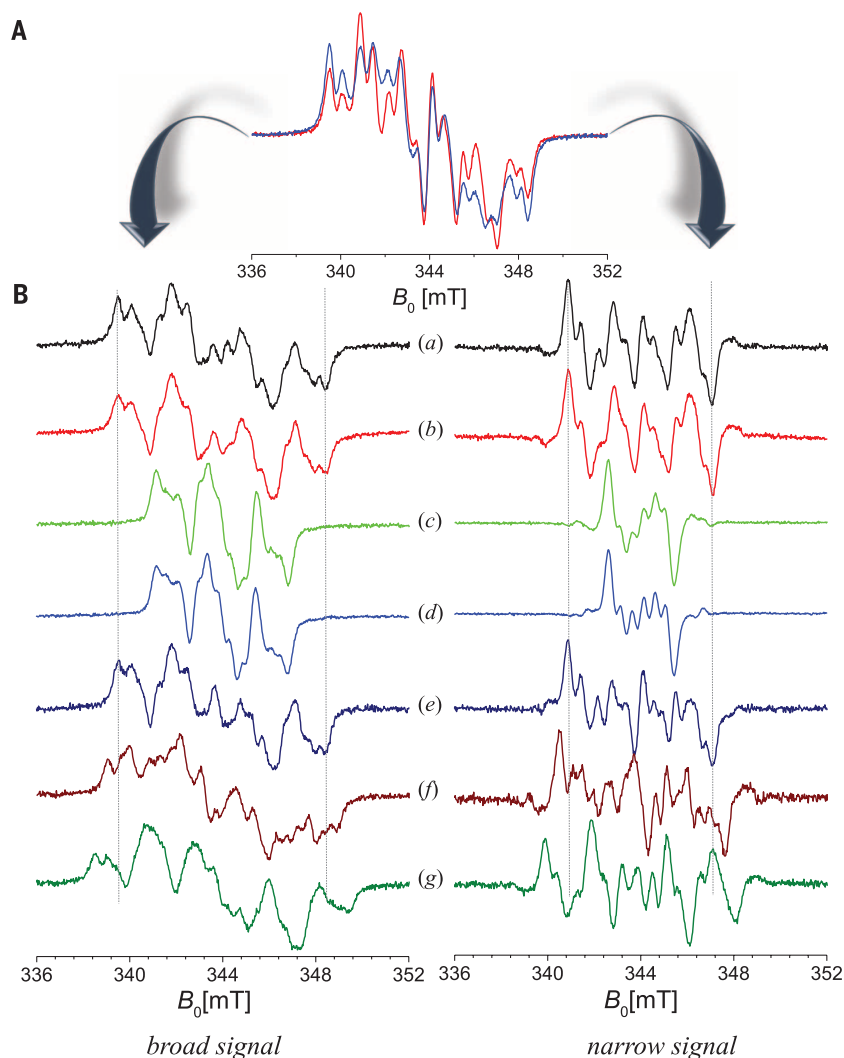 A
336 340 344 348 352
B₀ [mT]
B
(a)
(b)
(c)
(d)
(e)
(f)
(g)
336 340 344 348 352 336 340 344 348 352
B₀[mT] B₀[mT]
broad signal narrow signal